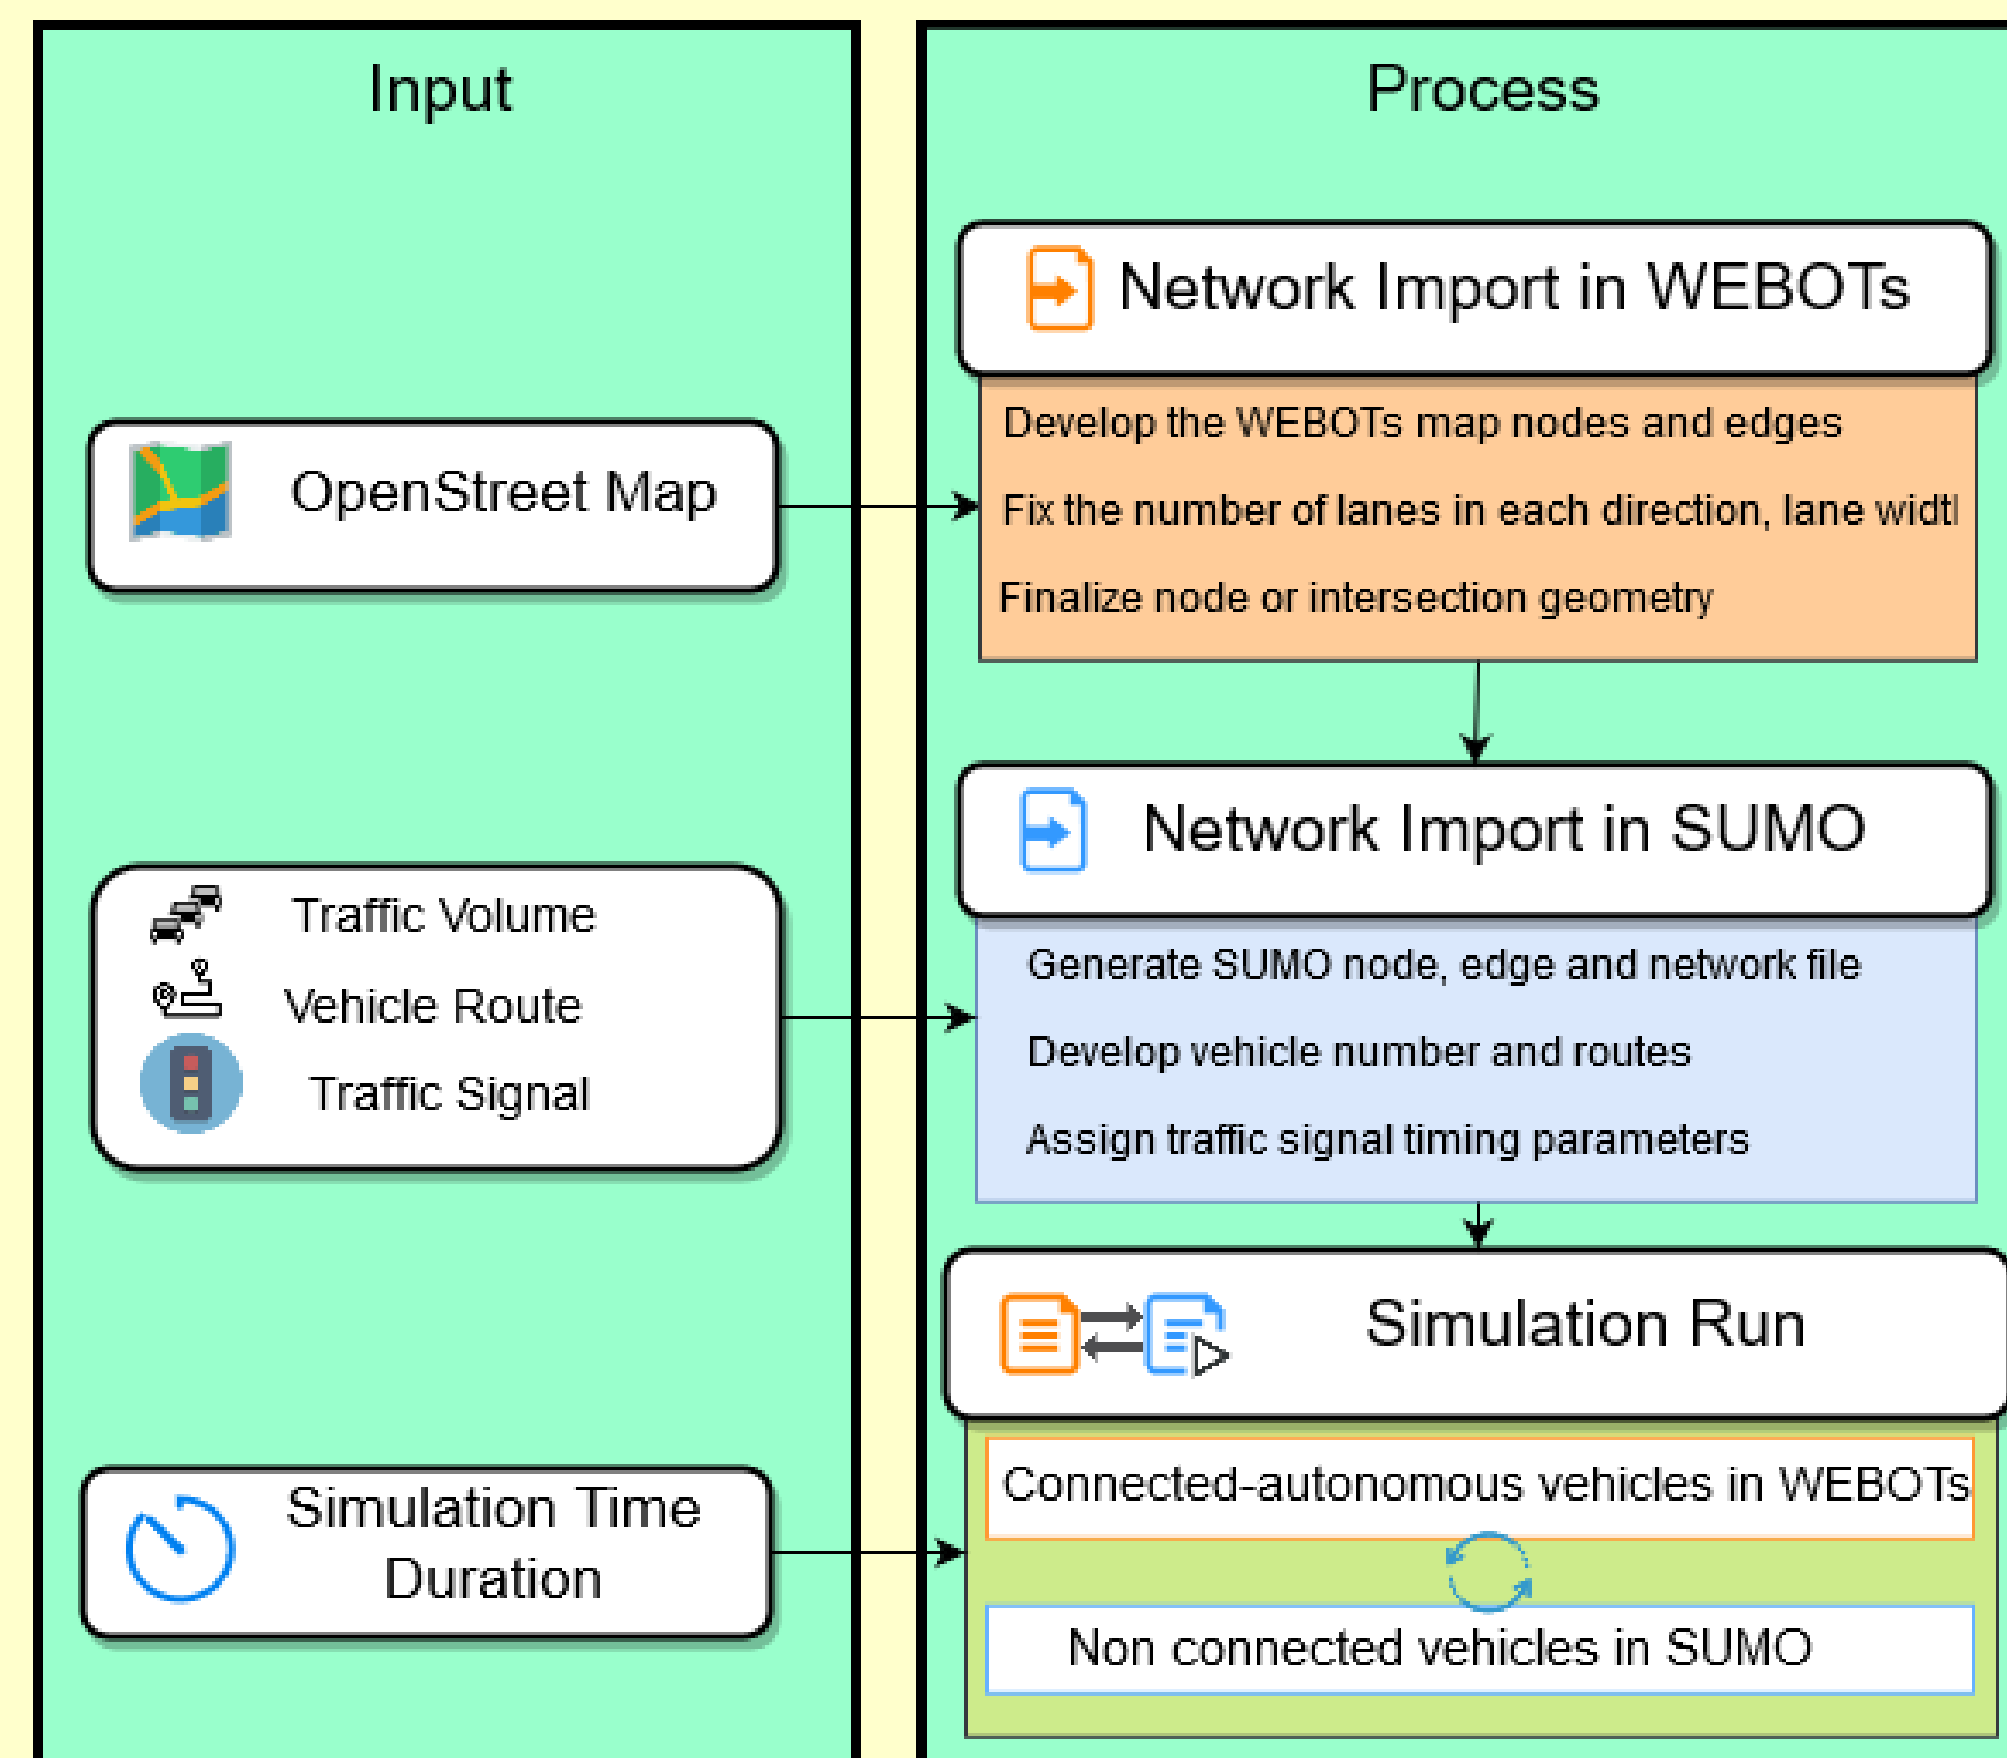 Input
OpenStreet Map
Traffic Volume
Vehicle Route
Traffic Signal
Simulation Time
Duration
Process
Network Import in WEBOTs
Develop the WEBOTs map nodes and edges
Fix the number of lanes in each direction, lane
Finalize node or intersection geometry
Network Import in SUMO
Generate SUMO node, edge and network file
Develop vehicle number and routes
Assign traffic signal timing parameters
Simulation Run
Connected-autonomous vehicles in WEBOTs
Non connected vehicles in SUMO